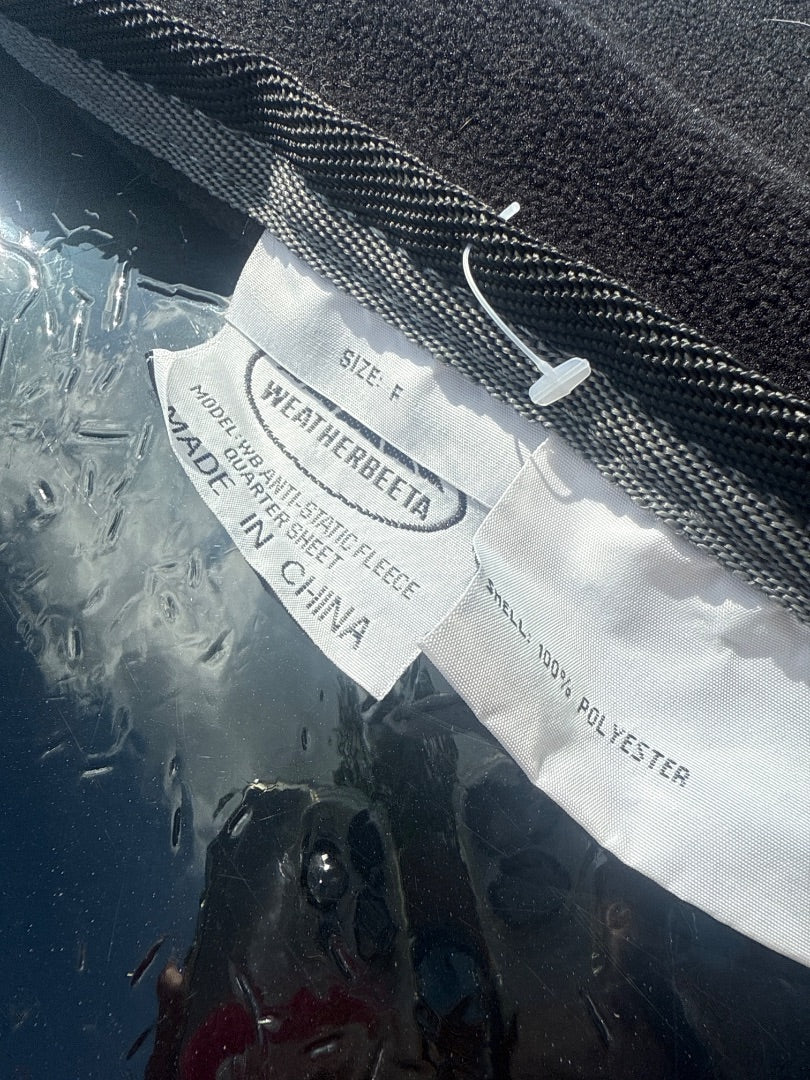 SIZE: F
WEATHERBEETA
MODEL: WB ANTI-STATIC FLEECE
QUARTER SHEET
MADE IN CHINA
SHELL: 100% POLYESTER